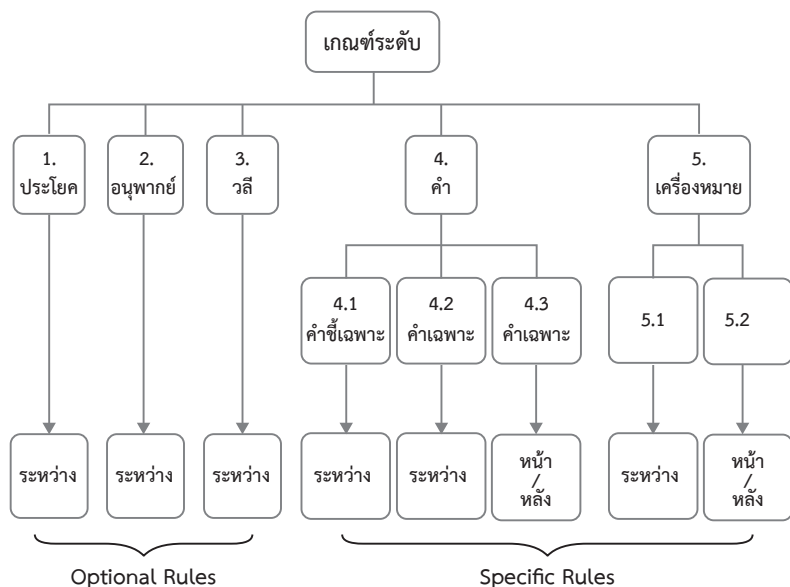 เกณฑ์ระดับ
1.
ประโยค
2.
อนุพากย์
3.
วลี
4.
คำ
5.
เครื่องหมาย
4.1
คำชี้เฉพาะ
4.2
คำเฉพาะ
4.3
คำเฉพาะ
5.1
5.2
ระหว่าง
ระหว่าง
ระหว่าง
ระหว่าง
ระหว่าง
หน้า
/
หลัง
ระหว่าง
หน้า
/
หลัง
Optional Rules
Specific Rules